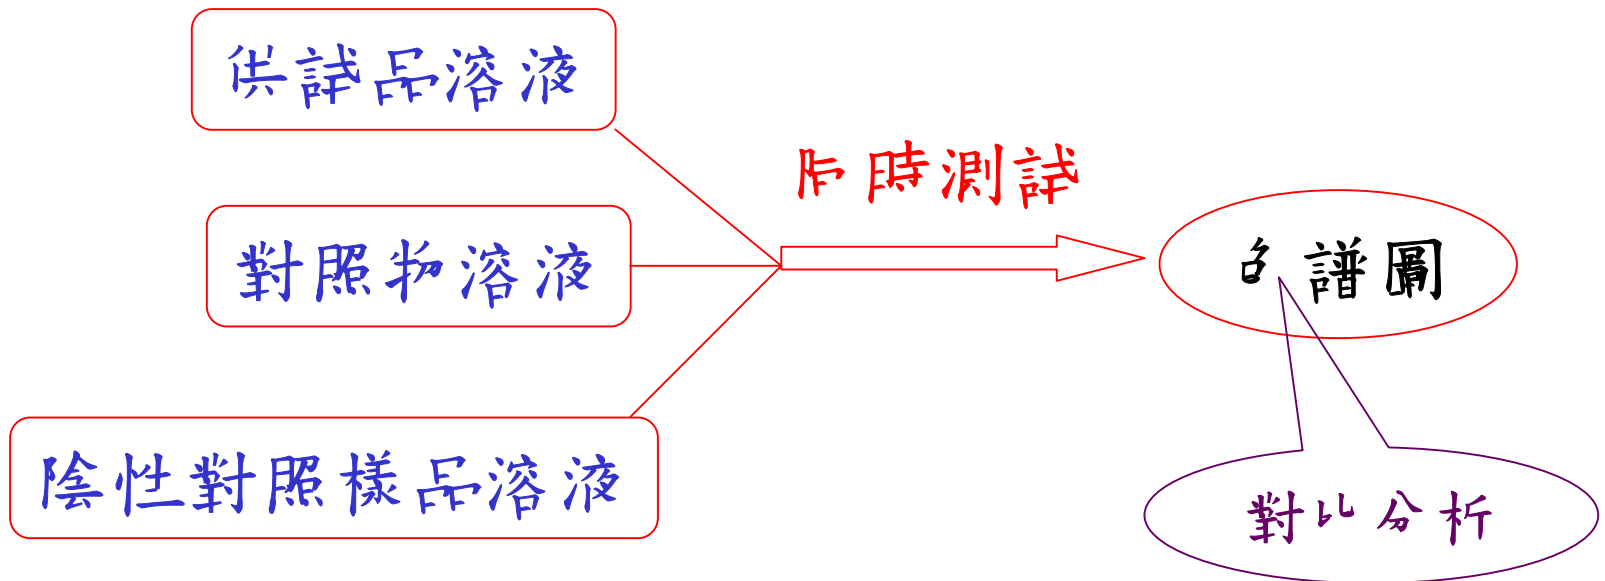 供試品溶液
同時測試
對照物溶液
色譜圖
陰性對照樣品溶液
對比分析